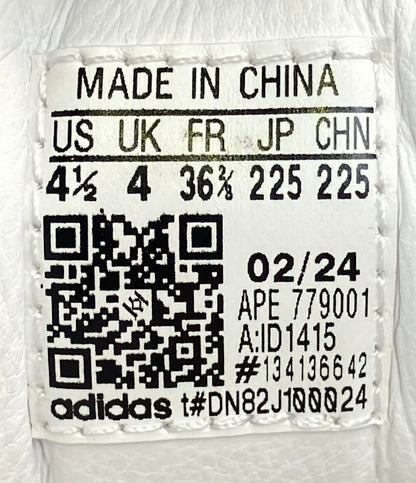 MADE IN CHINA
US UK FR JP CHN
4½ 4 36⅔ 225 225
02/24
APE 779001
A:ID1415
#134136642
adidas t#DN82J100024